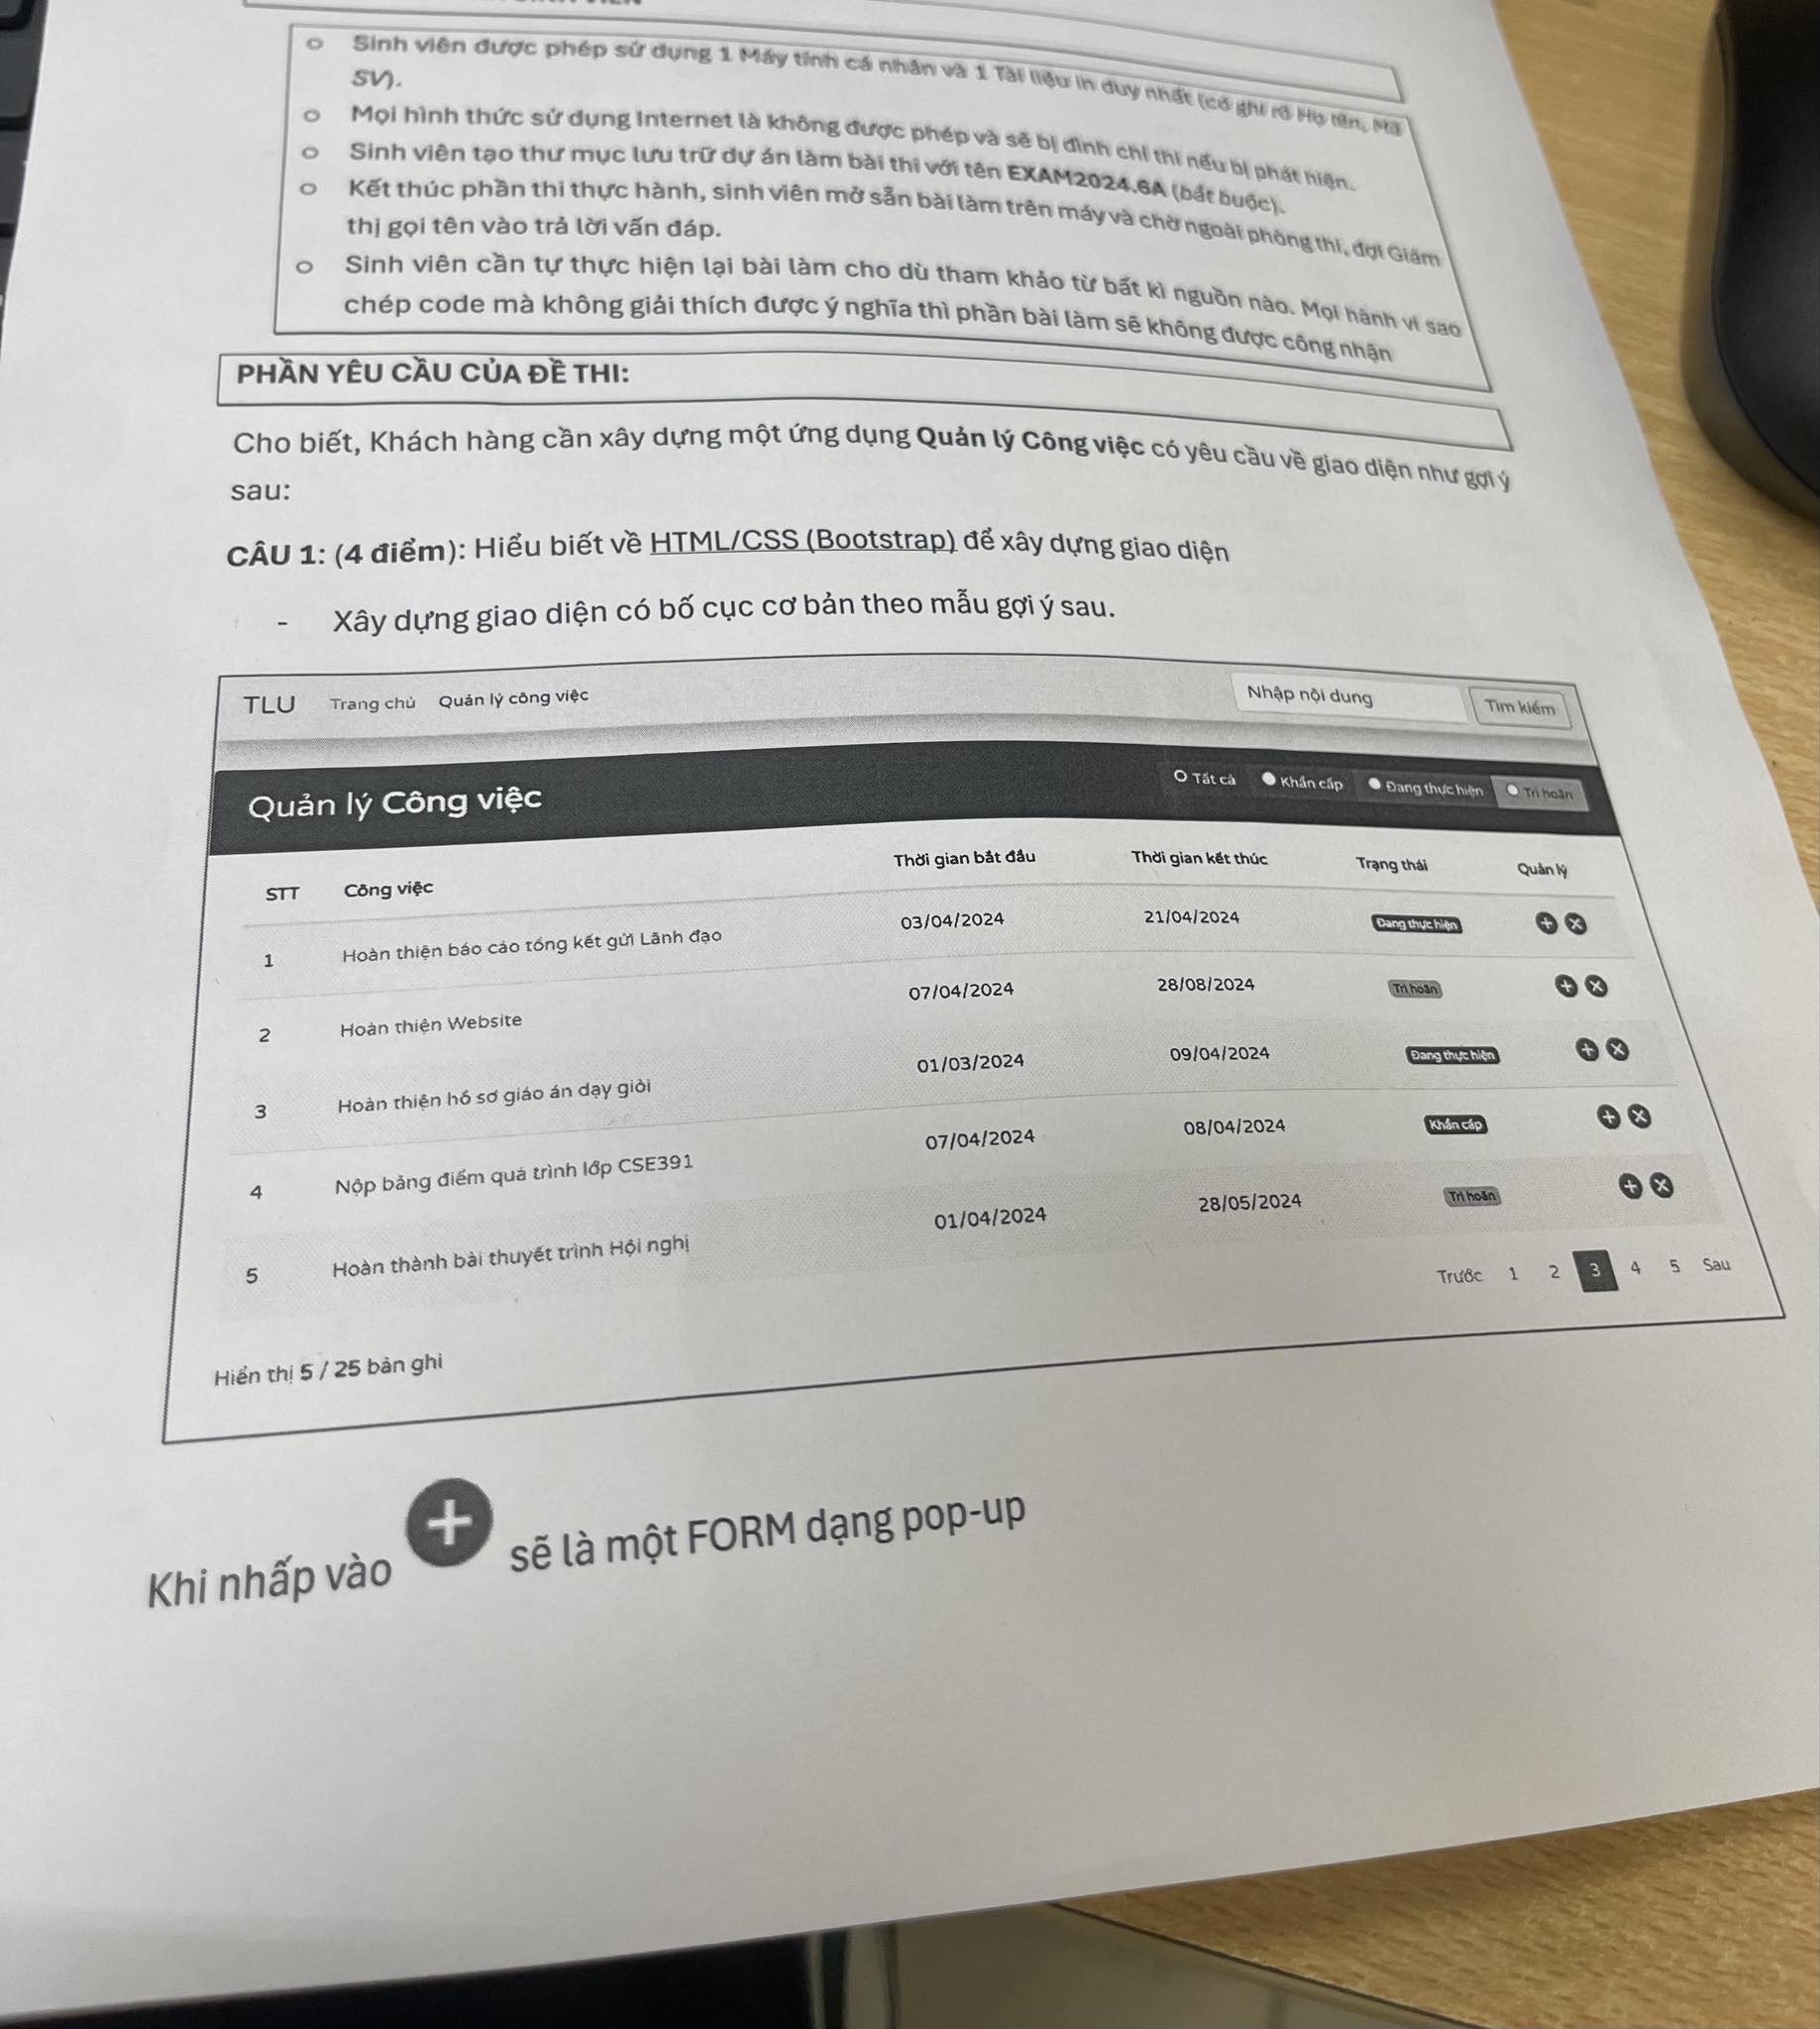 Sinh viên được phép sử dụng 1 Máy tính cá nhân và 1 Tài liệu in duy nhất (có ghi rõ Họ tên, Mã
SV).
Mọi hình thức sử dụng Internet là không được phép và sẽ bị đình chỉ thi nếu bị phát hiện.
Sinh viên tạo thư mục lưu trữ dự án làm bài thi với tên EXAM2024.6A (bắt buộc).
Kết thúc phần thi thực hành, sinh viên mở sẵn bài làm trên máy và chờ ngoài phòng thi, đợi Giám
thị gọi tên vào trả lời vấn đáp.
Sinh viên cần tự thực hiện lại bài làm cho dù tham khảo từ bất kì nguồn nào. Mọi hành vi sao
chép code mà không giải thích được ý nghĩa thì phần bài làm sẽ không được công nhận
PHẦN YÊU CẦU CỦA ĐỀ THI:
Cho biết, Khách hàng cần xây dựng một ứng dụng Quản lý Công việc có yêu cầu về giao diện như gợi ý
sau:
CÂU 1: (4 điểm): Hiểu biết về HTML/CSS (Bootstrap) để xây dựng giao diện
- Xây dựng giao diện có bố cục cơ bản theo mẫu gợi ý sau.
TLU Trang chủ Quản lý công việc Nhập nội dung Tìm kiếm
Quản lý Công việc Tất cả Khẩn cấp Đang thực hiện Trì hoãn
STT Công việc Thời gian bắt đầu Thời gian kết thúc Trạng thái Quản lý
1 Hoàn thiện báo cáo tổng kết gửi Lãnh đạo 03/04/2024 21/04/2024 Đang thực hiện
2 Hoàn thiện Website 07/04/2024 28/08/2024 Trì hoãn
3 Hoàn thiện hồ sơ giáo án dạy giỏi 01/03/2024 09/04/2024 Đang thực hiện
4 Nộp bảng điểm quá trình lớp CSE391 07/04/2024 08/04/2024 Khẩn cấp
5 Hoàn thành bài thuyết trình Hội nghị 01/04/2024 28/05/2024 Trì hoãn
Hiển thị 5 / 25 bản ghi Trước 1 2 3 4 5 Sau
Khi nhấp vào + sẽ là một FORM dạng pop-up